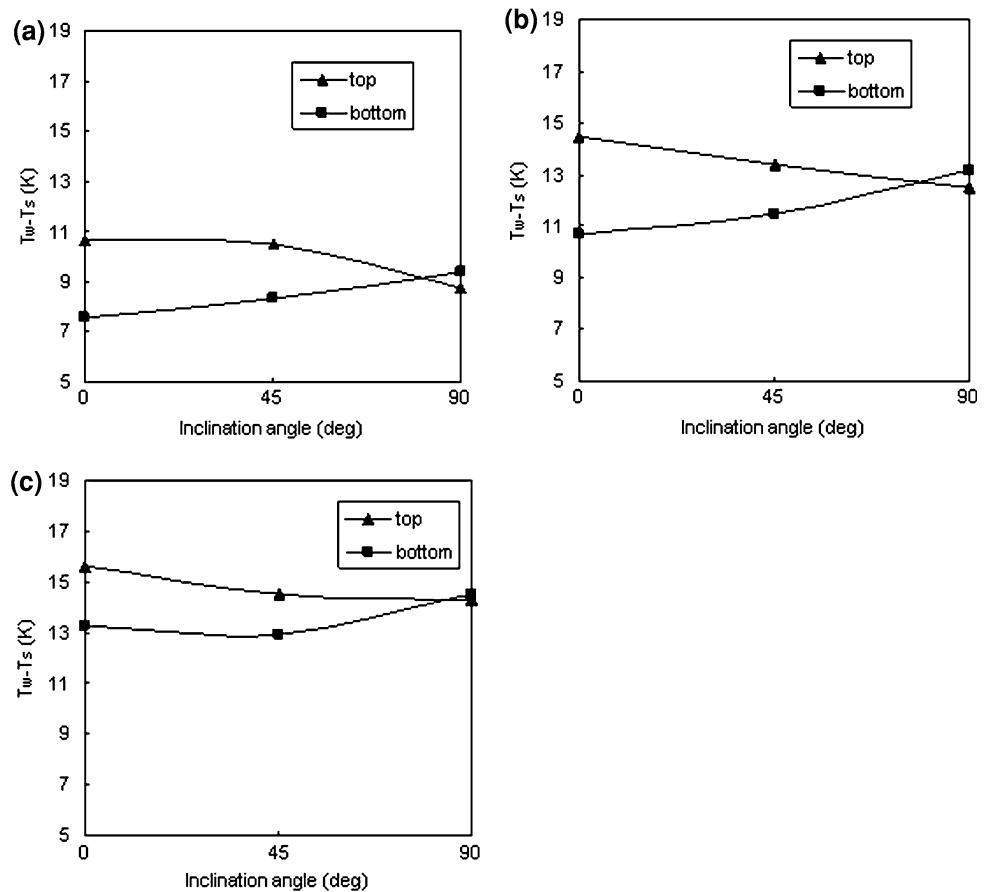 (a)
19
17
15
13
11
9
7
5
Tw-Ts (K)
top
bottom
0 45 90
Inclination angle (deg)
(b)
19
17
15
13
11
9
7
5
Tw-Ts (K)
top
bottom
0 45 90
Inclination angle (deg)
(c)
19
17
15
13
11
9
7
5
Tw-Ts (K)
top
bottom
0 45 90
Inclination angle (deg)